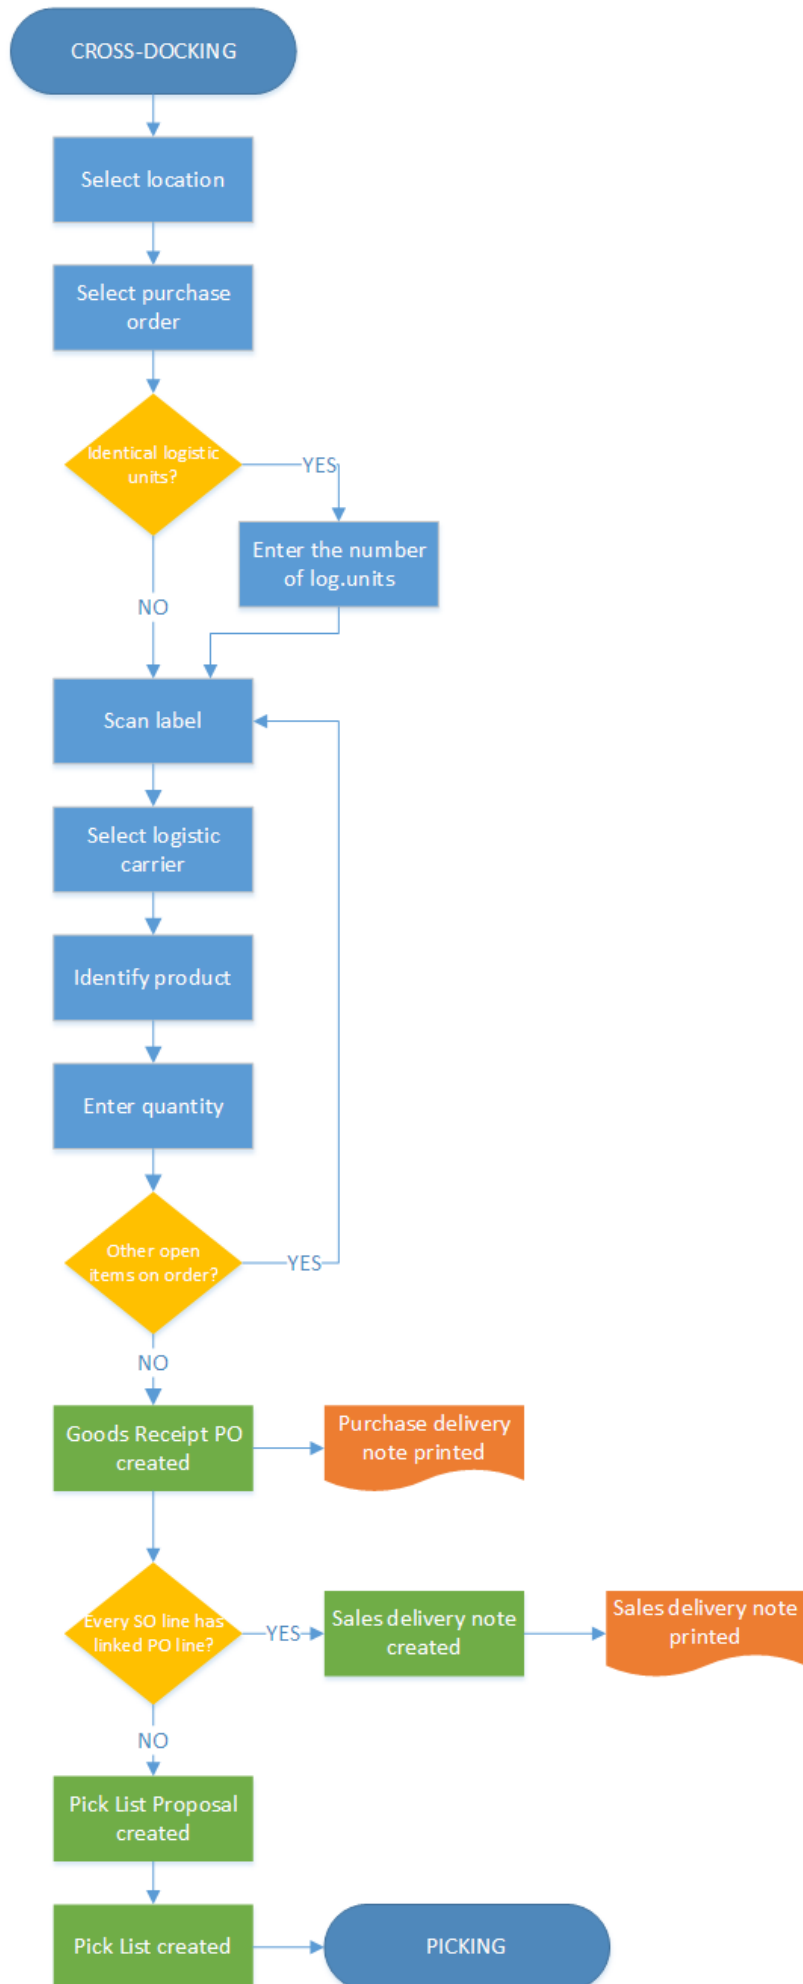 CROSS-DOCKING
Select location
Select purchase
order
Identical logistic
units?
YES
Enter the number
of log.units
NO
Scan label
Select logistic
carrier
Identify product
Enter quantity
Other open
items on order?
YES
NO
Goods Receipt PO
created
Purchase delivery
note printed
Every SO line has
linked PO line?
YES
Sales delivery note
created
Sales delivery note
printed
NO
Pick List Proposal
created
Pick List created
PICKING